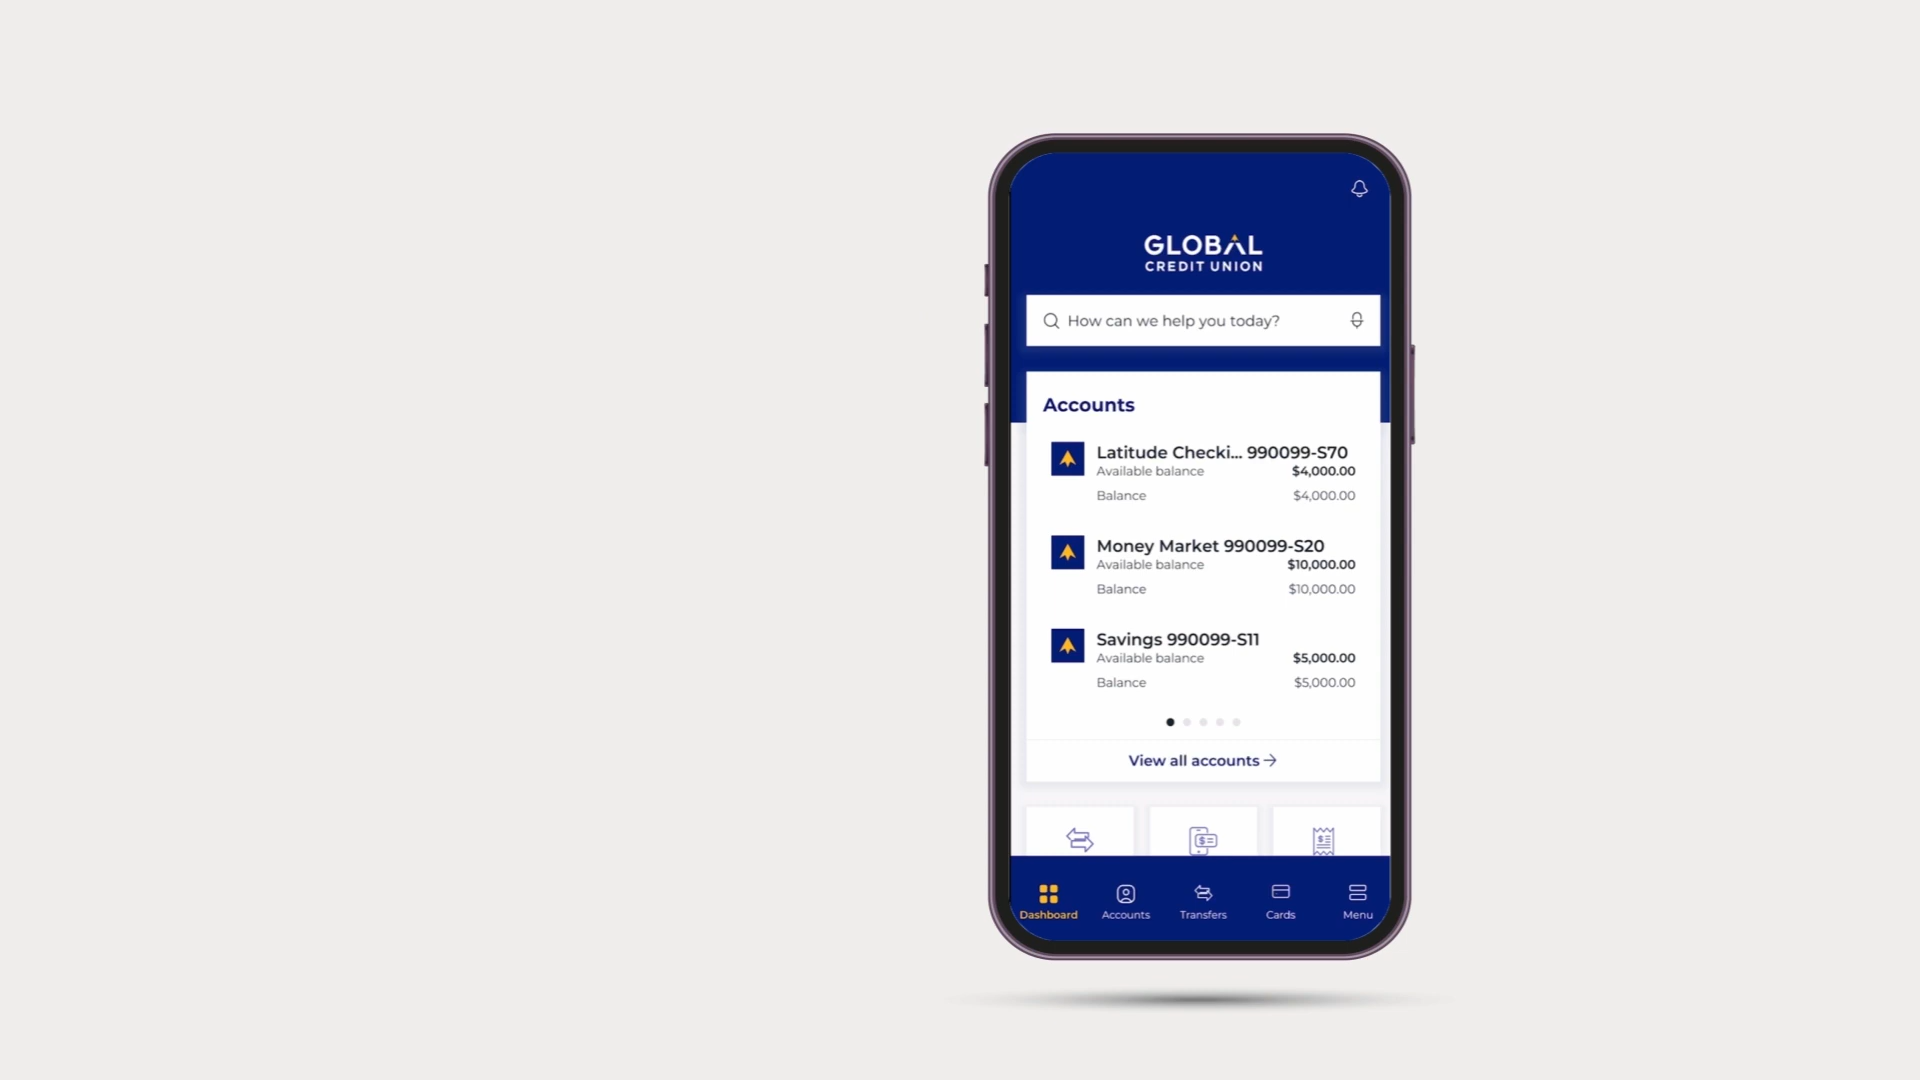 GLOBAL
CREDIT UNION
How can we help you today?
Accounts
Latitude Checki... 990099-S70
Available balance $4,000.00
Balance $4,000.00
Money Market 990099-S20
Available balance $10,000.00
Balance $10,000.00
Savings 990099-S11
Available balance $5,000.00
Balance $5,000.00
View all accounts
Dashboard Accounts Transfers Cards Menu